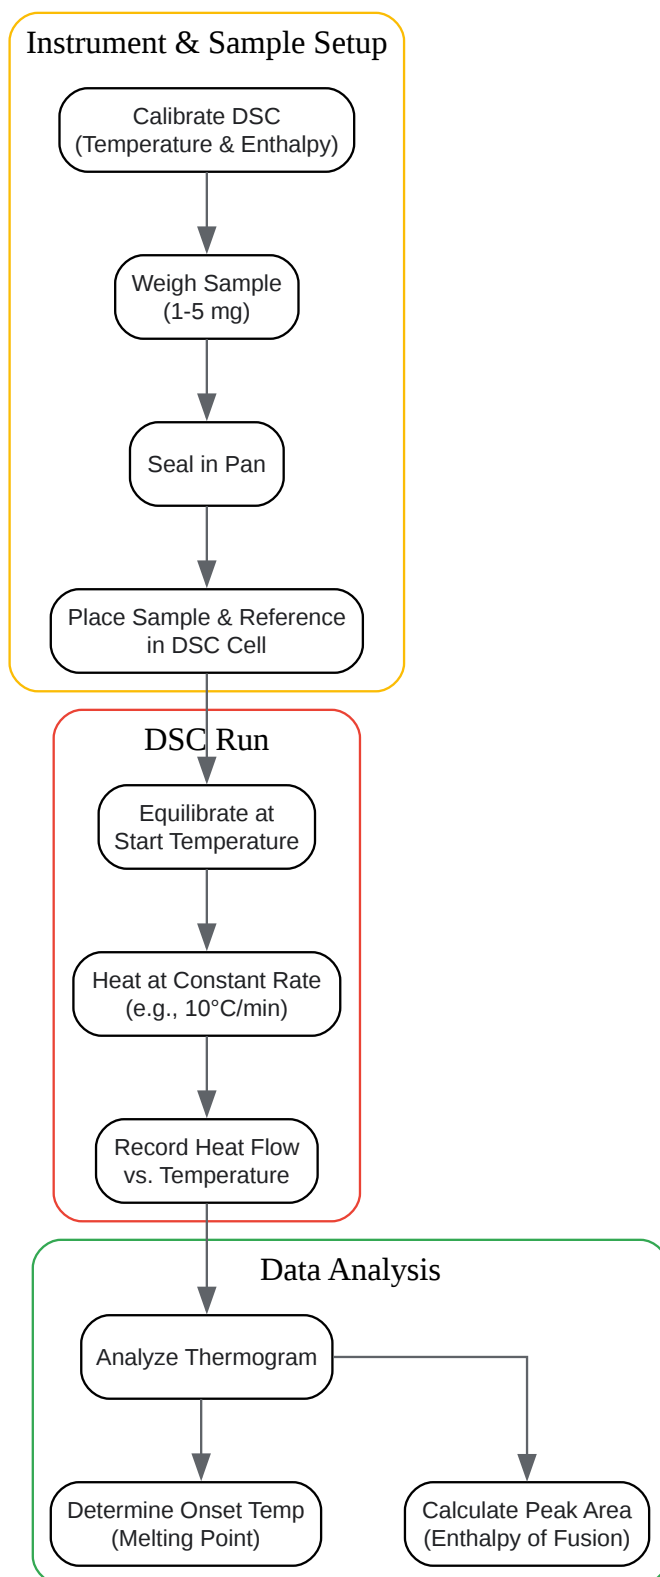 Instrument & Sample Setup
Calibrate DSC
(Temperature & Enthalpy)
Weigh Sample
(1-5 mg)
Seal in Pan
Place Sample & Reference
in DSC Cell
DSC Run
Equilibrate at
Start Temperature
Heat at Constant Rate
(e.g., 10°C/min)
Record Heat Flow
vs. Temperature
Data Analysis
Analyze Thermogram
Determine Onset Temp
(Melting Point)
Calculate Peak Area
(Enthalpy of Fusion)